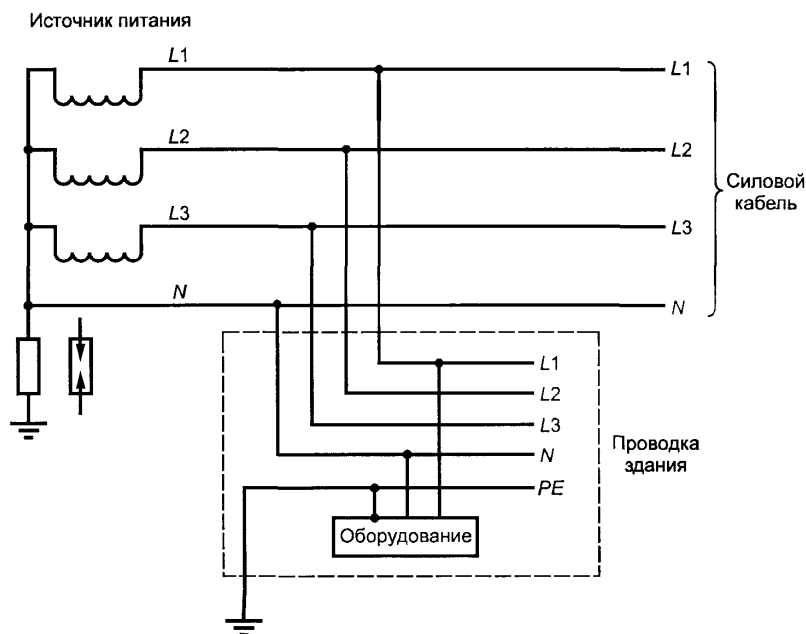 Источник питания
L1
L1
L2
L2
Силовой
кабель
L3
L3
N
N
L1
L2
L3
Проводка
здания
N
PE
Оборудование